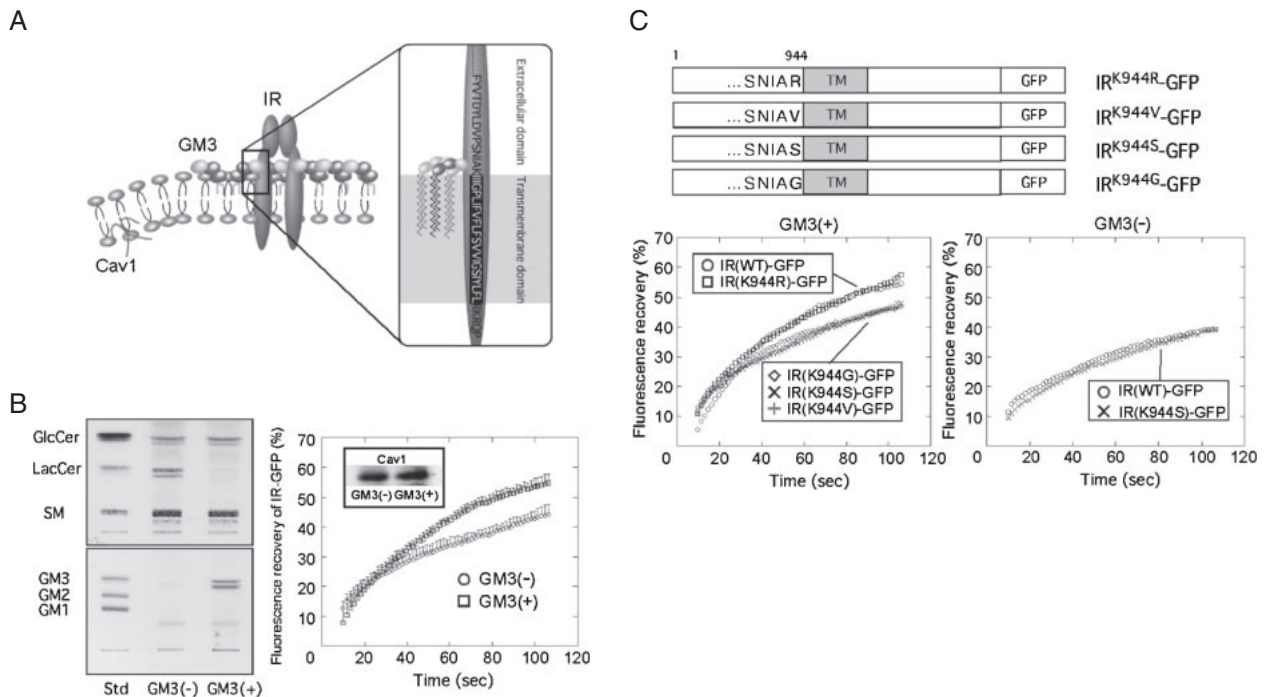 A
IR
GM3
Cav1
Extracellular domain
Transmembrane domain
B
GlcCer
LacCer
SM
GM3
GM2
GM1
Std GM3(-) GM3(+)
Fluorescence recovery of IR-GFP (%)
70
60
50
40
30
20
10
0 20 40 60 80 100 120
Time (sec)
Cav1
GM3(-) GM3(+)
GM3(-)
GM3(+)
C
1 944
...SNIAR TM GFP IRK944R-GFP
...SNIAV TM GFP IRK944V-GFP
...SNIAS TM GFP IRK944S-GFP
...SNIAG TM GFP IRK944G-GFP
GM3(+)
Fluorescence recovery (%)
70
60
50
40
30
20
10
0 20 40 60 80 100 120
Time (sec)
IR(WT)-GFP
IR(K944R)-GFP
IR(K944G)-GFP
IR(K944S)-GFP
IR(K944V)-GFP
GM3(-)
Fluorescence recovery (%)
70
60
50
40
30
20
10
0 20 40 60 80 100 120
Time (sec)
IR(WT)-GFP
IR(K944S)-GFP